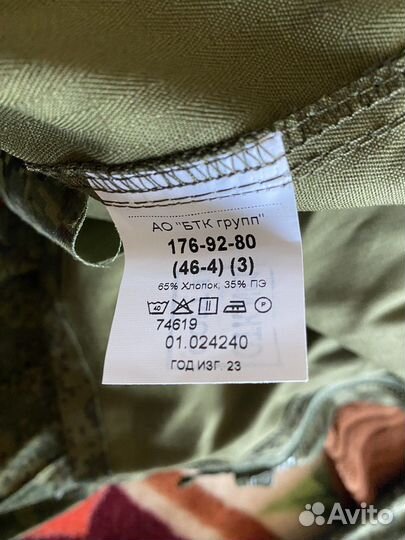 АО "БТК групп"
176-92-80
(46-4) (3)
65% Хлопок, 35% ПЭ
40 P
74619
01.024240
ГОД ИЗГ. 23
Avito